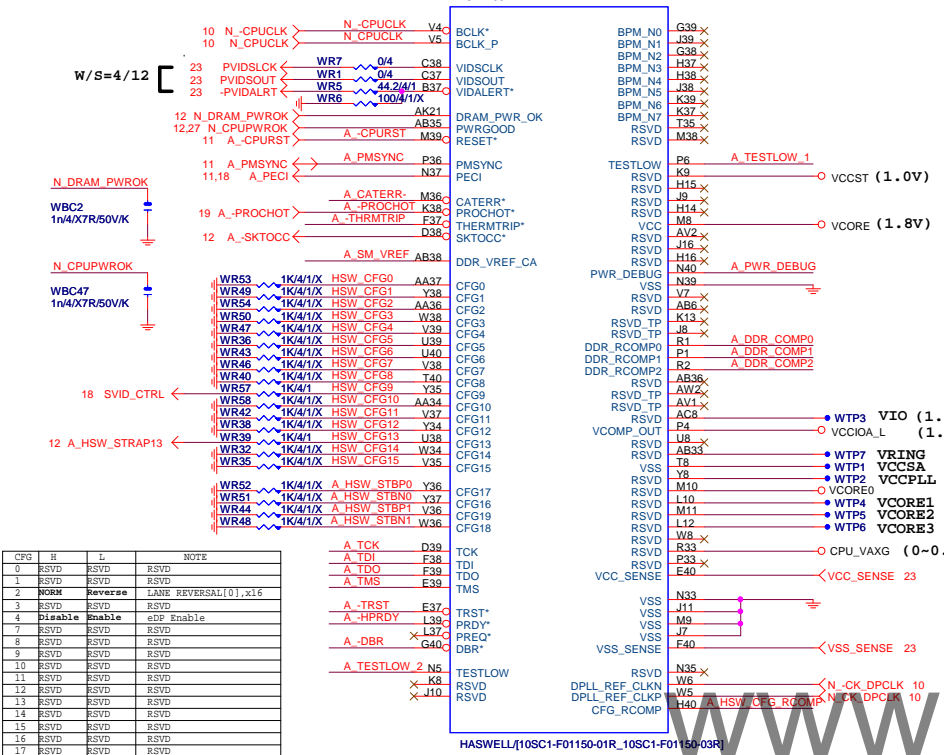 10 N_-CPUCLK N_-CPUCLK V4 BCLK* BPM_N0 G39
10 N_CPUCLK N_CPUCLK V5 BCLK_P BPM_N1 J39
BPM_N2 G38
W/S=4/12
23 PVIDSLCK WR7 0/4 C38 VIDSCLK BPM_N3 H37
23 PVIDSOUT WR1 0/4 C37 VIDSOUT BPM_N4 H38
23 -PVIDALRT WR5 44.2/4/1 B37 VIDALERT* BPM_N5 J38
WR6 100/4/1/X BPM_N6 K39
BPM_N7 K37
12 N_DRAM_PWROK AK21 DRAM_PWR_OK RSVD T35
12,27 N_CPUPWROK AB35 PWRGOOD RSVD M38
11 A_-CPURST A_-CPURST M39 RESET*
11 A_PMSYNC A_PMSYNC P36 PMSYNC TESTLOW P6 A_TESTLOW_1
11,18 A_PECI N37 PECI RSVD K9 VCCST (1.0V)
RSVD H15
N_DRAM_PWROK
WBC2
1n/4/X7R/50V/K
A_CATERR- M36 CATERR* RSVD J9
19 A_-PROCHOT A_-PROCHOT K38 PROCHOT* RSVD H14
A_-THRMTRIP F37 THERMTRIP* VCC M8 VCORE (1.8V)
12 A_-SKTOCC D38 SKTOCC* RSVD AV2
RSVD J16
A_SM_VREF AB38 DDR_VREF_CA RSVD H16
PWR_DEBUG N40 A_PWR_DEBUG
VSS N39
N_CPUPWROK
WBC47
1n/4/X7R/50V/K
WR53 1K/4/1/X HSW_CFG0 AA37 CFG0
WR49 1K/4/1/X HSW_CFG1 Y38 CFG1 RSVD V7
WR54 1K/4/1/X HSW_CFG2 AA36 CFG2 RSVD AB6
WR50 1K/4/1/X HSW_CFG3 W38 CFG3 RSVD_TP K13
WR47 1K/4/1/X HSW_CFG4 V39 CFG4 RSVD_TP J8
WR36 1K/4/1/X HSW_CFG5 U39 CFG5 DDR_RCOMP0 R1 A_DDR_COMP0
WR43 1K/4/1/X HSW_CFG6 U40 CFG6 DDR_RCOMP1 P1 A_DDR_COMP1
WR46 1K/4/1/X HSW_CFG7 V38 CFG7 DDR_RCOMP2 R2 A_DDR_COMP2
WR40 1K/4/1/X HSW_CFG8 T40 CFG8 RSVD AB36
18 SVID_CTRL WR57 1K/4/1 HSW_CFG9 Y35 CFG9 RSVD_TP AW2
WR58 1K/4/1/X HSW_CFG10 AA34 CFG10 RSVD_TP AV1
WR42 1K/4/1/X HSW_CFG11 V37 CFG11 RSVD AC8 WTP3 VIO (1.
WR38 1K/4/1/X HSW_CFG12 Y34 CFG12 VCOMP_OUT P4 VCCIOA_L (1.
12 A_HSW_STRAP13 WR39 1K/4/1 HSW_CFG13 U38 CFG13 RSVD U8
WR32 1K/4/1/X HSW_CFG14 W34 CFG14 RSVD AB33 WTP7 VRING
WR35 1K/4/1/X HSW_CFG15 V35 CFG15 VSS T8 WTP1 VCCSA
RSVD Y8 WTP2 VCCPLL
WR52 1K/4/1/X A_HSW_STBP0 Y36 CFG17 RSVD M10 VCORE0
WR51 1K/4/1/X A_HSW_STBN0 Y37 CFG16 RSVD L10 WTP4 VCORE1
WR44 1K/4/1/X A_HSW_STBP1 V36 CFG19 RSVD M11 WTP5 VCORE2
WR48 1K/4/1/X A_HSW_STBN1 W36 CFG18 RSVD L12 WTP6 VCORE3
RSVD W8
A_TCK D39 TCK RSVD R33 CPU_VAXG (0~0.
A_TDI F38 TDI RSVD P33
A_TDO F39 TDO VCC_SENSE E40 VCC_SENSE 23
A_TMS E39 TMS
VSS N33
A_-TRST E37 TRST* VSS J11
A_-HPRDY L39 PRDY* VSS M9
L37 PREQ* VSS J7
A_-DBR G40 DBR* VSS_SENSE F40 VSS_SENSE 23
A_TESTLOW_2 N5 TESTLOW RSVD N35
K8 RSVD DPLL_REF_CLKN W6 N_-CK_DPCLK 10
J10 RSVD DPLL_REF_CLKP W5 N_CK_DPCLK 10
CFG_RCOMP H40 A_HSW_CFG_RCOMP
HASWELL/[10SC1-F01150-01R_10SC1-F01150-03R]
CFG H L NOTE
0 RSVD RSVD RSVD
1 RSVD RSVD RSVD
2 NORM Reverse LANE REVERSAL[0],x16
3 RSVD RSVD RSVD
4 Disable Enable eDP Enable
7 RSVD RSVD RSVD
8 RSVD RSVD RSVD
9 RSVD RSVD RSVD
10 RSVD RSVD RSVD
11 RSVD RSVD RSVD
12 RSVD RSVD RSVD
13 RSVD RSVD RSVD
14 RSVD RSVD RSVD
15 RSVD RSVD RSVD
16 RSVD RSVD RSVD
17 RSVD RSVD RSVD
www